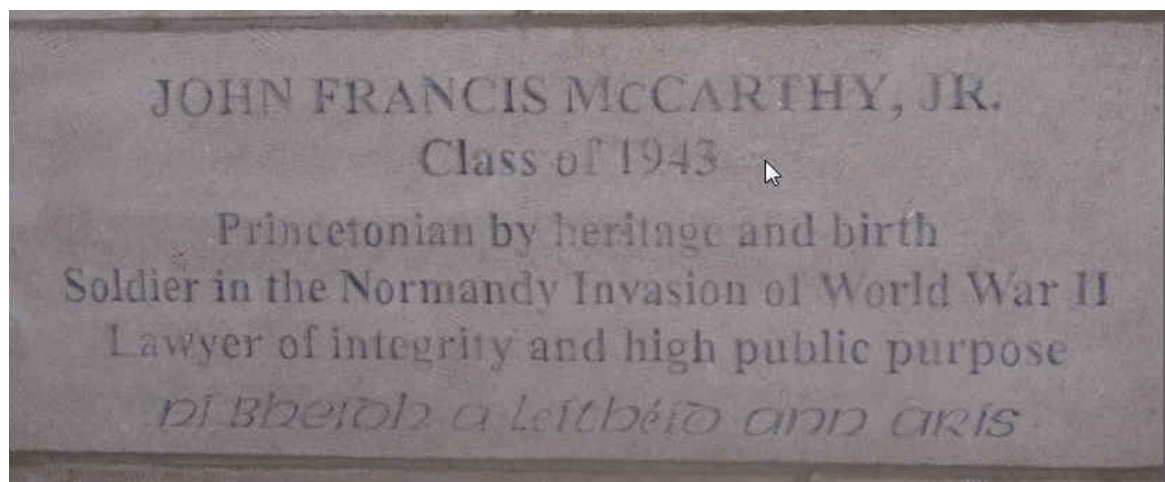 JOHN FRANCIS McCARTHY, JR.
Class of 1943
Princetonian by heritage and birth
Soldier in the Normandy Invasion of World War II
Lawyer of integrity and high public purpose
ní bheidh a leithéid ann arís